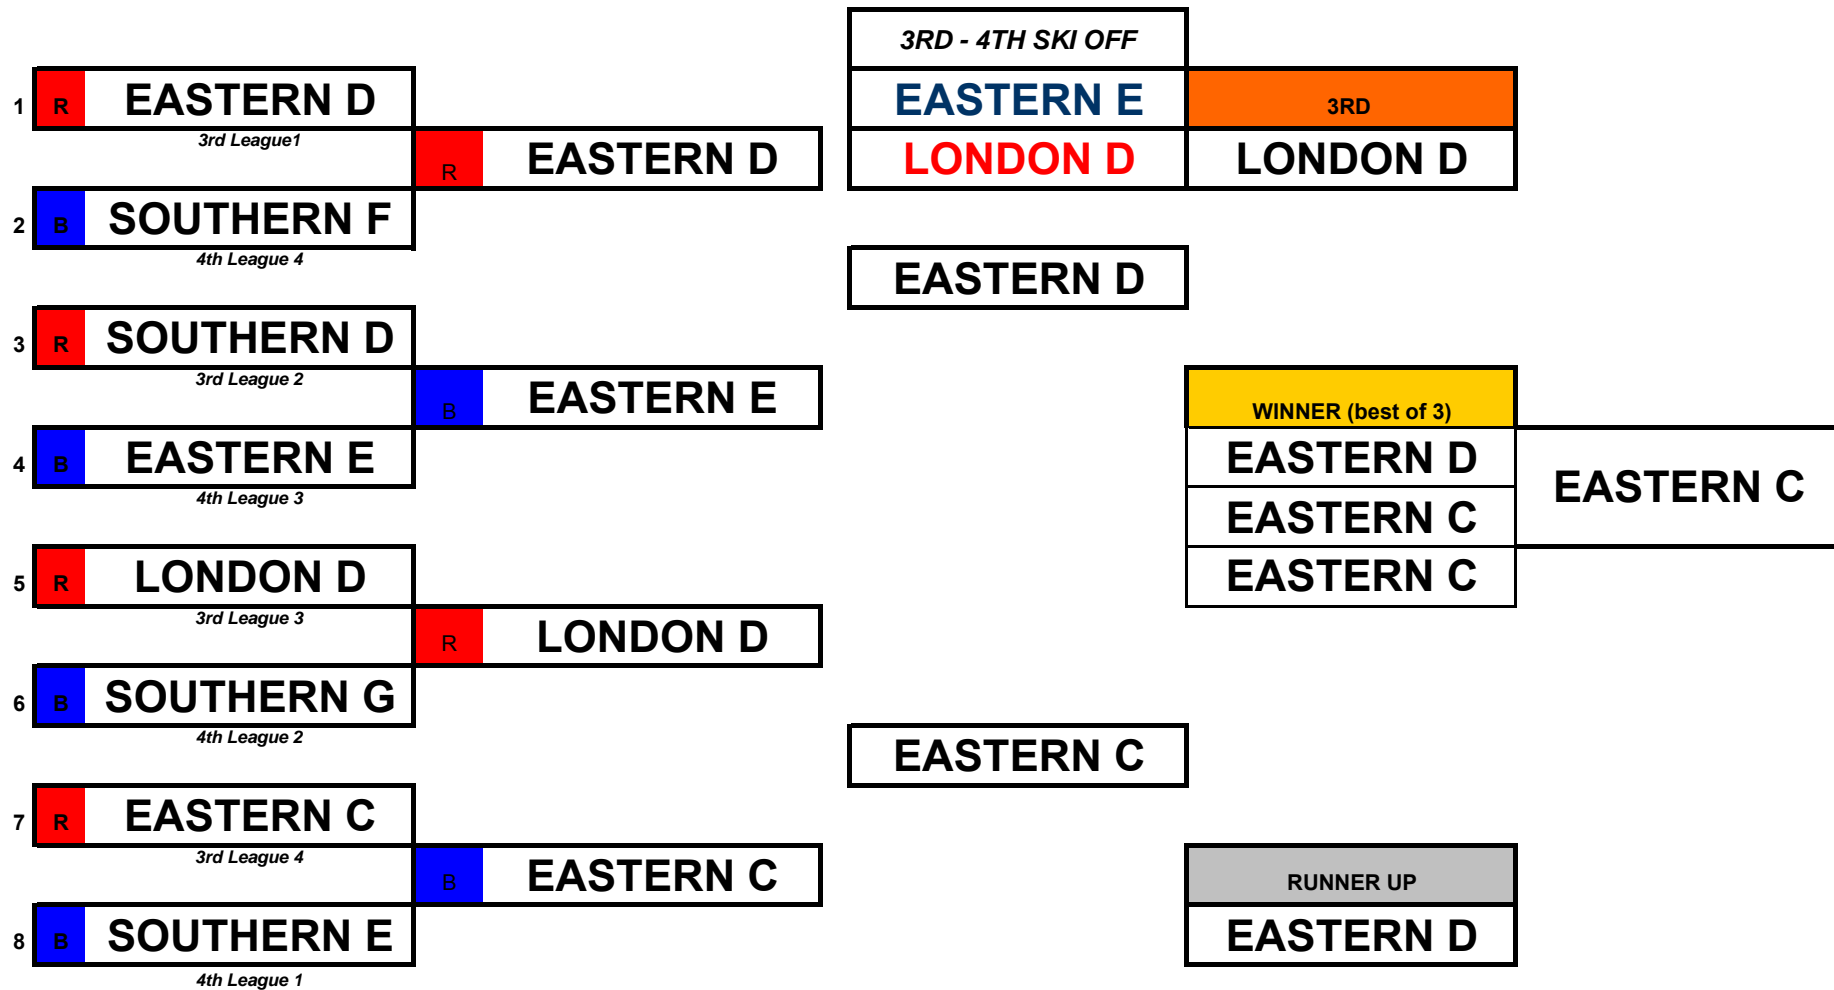 3RD - 4TH SKI OFF
1 R EASTERN D EASTERN E 3RD
3rd League1
R EASTERN D LONDON D LONDON D
2 B SOUTHERN F
4th League 4
EASTERN D
3 R SOUTHERN D
3rd League 2
B EASTERN E WINNER (best of 3)
4 B EASTERN E EASTERN D
EASTERN C
4th League 3
EASTERN C
5 R LONDON D EASTERN C
3rd League 3
R LONDON D
6 B SOUTHERN G
4th League 2
EASTERN C
7 R EASTERN C
3rd League 4
B EASTERN C RUNNER UP
8 B SOUTHERN E EASTERN D
4th League 1